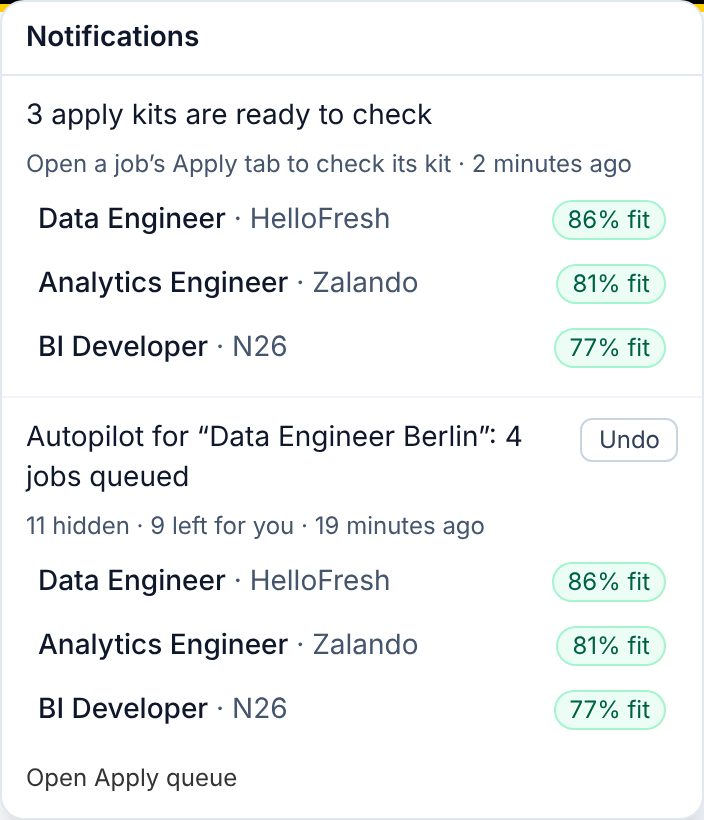 Notifications
3 apply kits are ready to check
Open a job’s Apply tab to check its kit · 2 minutes ago
Data Engineer · HelloFresh 86% fit
Analytics Engineer · Zalando 81% fit
BI Developer · N26 77% fit
Autopilot for “Data Engineer Berlin”: 4 Undo
jobs queued
11 hidden · 9 left for you · 19 minutes ago
Data Engineer · HelloFresh 86% fit
Analytics Engineer · Zalando 81% fit
BI Developer · N26 77% fit
Open Apply queue